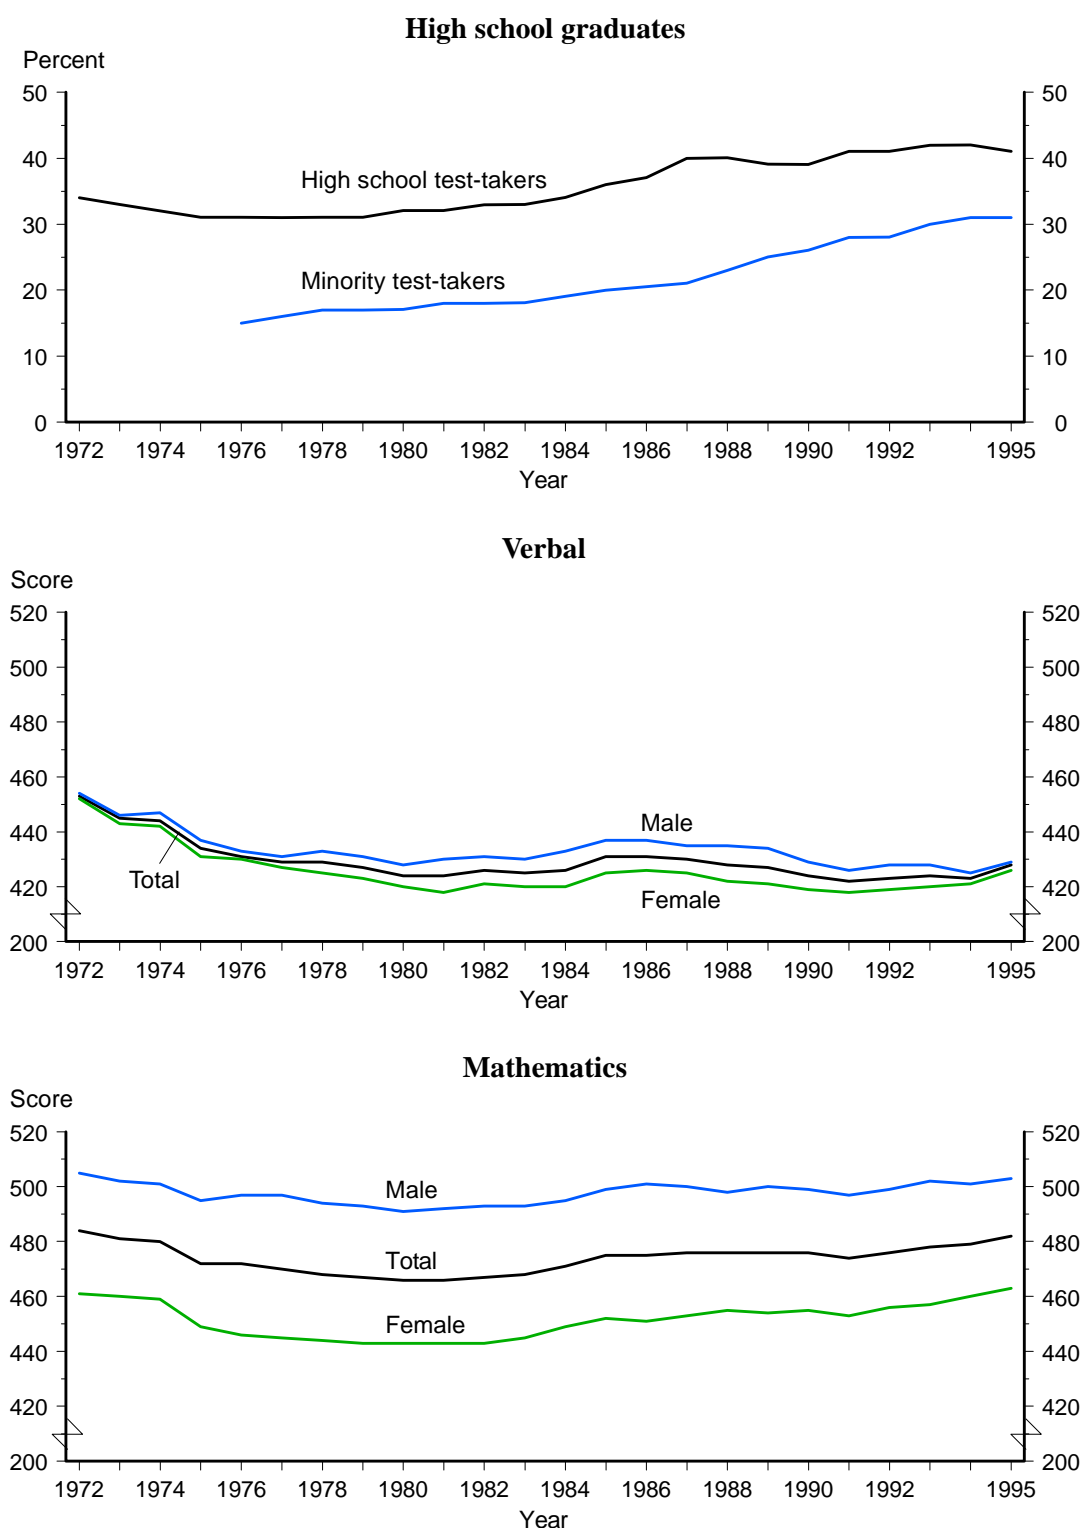 High school graduates
Percent
50 50
40 40
High school test-takers
30 30
Minority test-takers
20 20
10 10
0 0
1972 1974 1976 1978 1980 1982 1984 1986 1988 1990 1992 1995
Year
Verbal
Score
520 520
500 500
480 480
460 460
Male
440 440
Total
420 420
Female
200 200
1972 1974 1976 1978 1980 1982 1984 1986 1988 1990 1992 1995
Year
Mathematics
Score
520 520
500 500
Male
480 480
Total
460 460
Female
440 440
420 420
200 200
1972 1974 1976 1978 1980 1982 1984 1986 1988 1990 1992 1995
Year